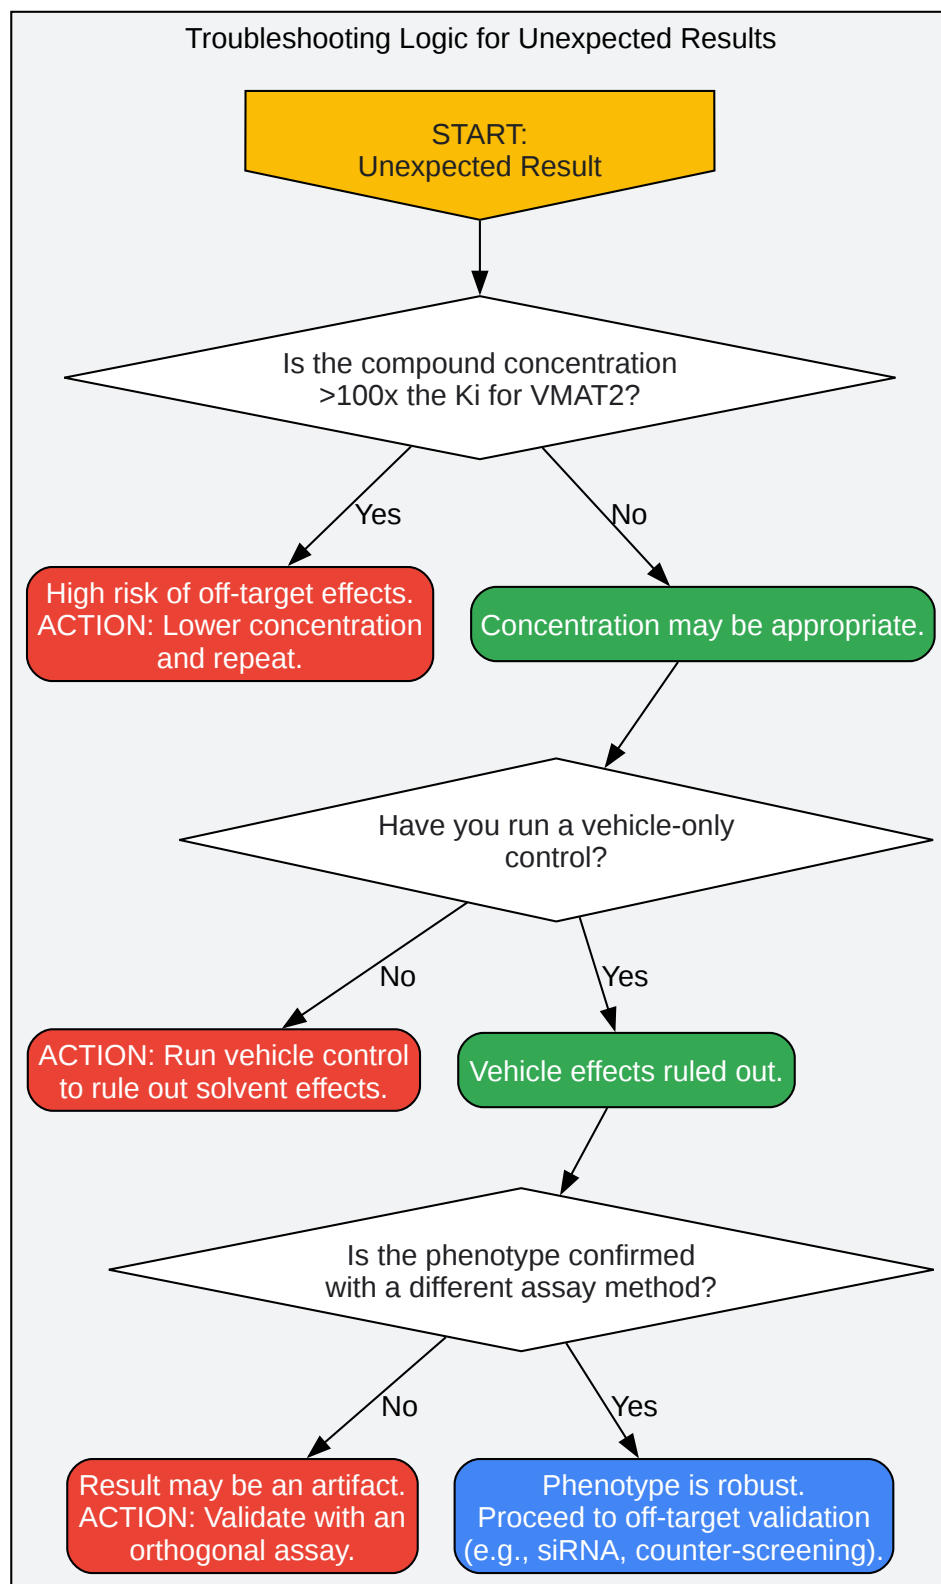 Troubleshooting Logic for Unexpected Results
START:
Unexpected Result
Is the compound concentration
>100x the Ki for VMAT2?
Yes
No
High risk of off-target effects.
ACTION: Lower concentration
and repeat.
Concentration may be appropriate.
Have you run a vehicle-only
control?
No
Yes
ACTION: Run vehicle control
to rule out solvent effects.
Vehicle effects ruled out.
Is the phenotype confirmed
with a different assay method?
No
Yes
Result may be an artifact.
ACTION: Validate with an
orthogonal assay.
Phenotype is robust.
Proceed to off-target validation
(e.g., siRNA, counter-screening).